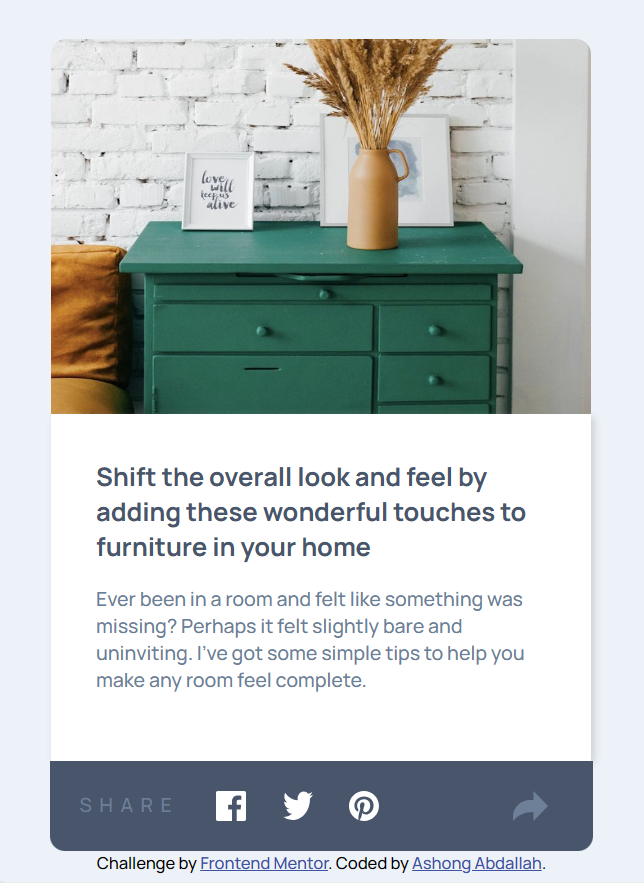 love
will
keep us
alive
Shift the overall look and feel by
adding these wonderful touches to
furniture in your home
Ever been in a room and felt like something was
missing? Perhaps it felt slightly bare and
uninviting. I've got some simple tips to help you
make any room feel complete.
SHARE
Challenge by Frontend Mentor. Coded by Ashong Abdallah.